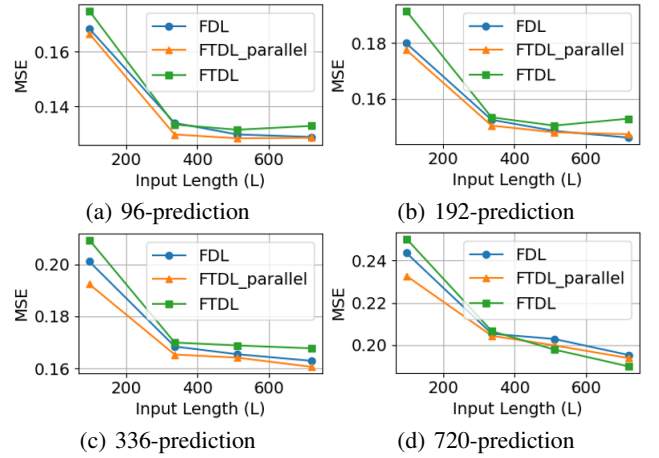 0.16
0.14
MSE
FDL
FTDL_parallel
FTDL
200
400
600
Input Length (L)
(a) 96-prediction
0.18
0.16
MSE
FDL
FTDL_parallel
FTDL
200
400
600
Input Length (L)
(b) 192-prediction
0.20
0.18
0.16
MSE
FDL
FTDL_parallel
FTDL
200
400
600
Input Length (L)
(c) 336-prediction
0.24
0.22
0.20
MSE
FDL
FTDL_parallel
FTDL
200
400
600
Input Length (L)
(d) 720-prediction